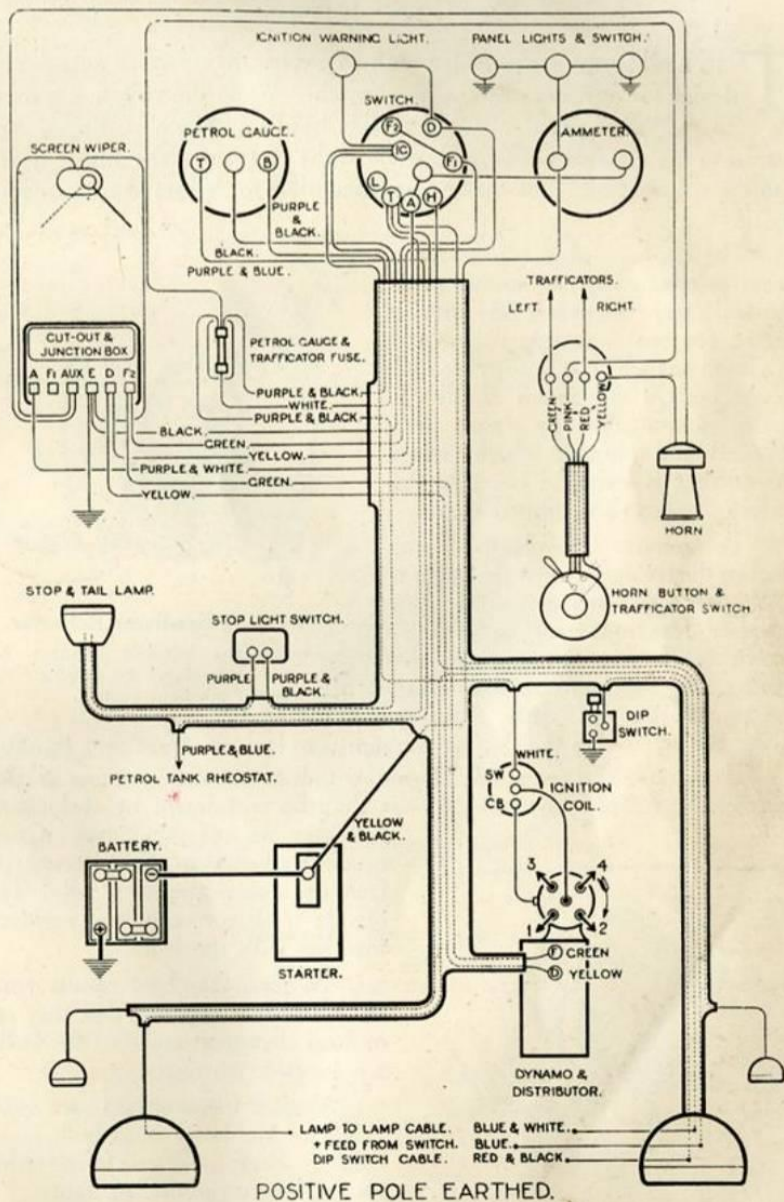 IGNITION WARNING LIGHT.
PANEL LIGHTS & SWITCH.
SWITCH.
PETROL GAUGE.
AMMETER.
SCREEN WIPER.
F2
D
IC
F1
L
T
A
H
T
B
PURPLE
& BLACK.
BLACK.
PURPLE & BLUE.
TRAFFICATORS.
LEFT
RIGHT.
CUT-OUT &
JUNCTION BOX
A F1 AUX E D F2
PETROL GAUGE &
TRAFFICATOR FUSE.
PURPLE & BLACK.
WHITE.
PURPLE & BLACK
BLACK.
GREEN.
YELLOW.
PURPLE & WHITE
GREEN.
YELLOW.
GREEN
PINK
RED
YELLOW
HORN
HORN BUTTON &
TRAFFICATOR SWITCH
STOP & TAIL LAMP.
STOP LIGHT SWITCH.
PURPLE
PURPLE &
BLACK.
PURPLE & BLUE.
PETROL TANK RHEOSTAT.
DIP
SWITCH.
WHITE.
SW
CB
IGNITION
COIL.
YELLOW
& BLACK.
BATTERY.
STARTER.
3 4
1 2
F GREEN
D YELLOW
DYNAMO &
DISTRIBUTOR.
LAMP TO LAMP CABLE. BLUE & WHITE.
+ FEED FROM SWITCH. BLUE.
DIP SWITCH CABLE. RED & BLACK
POSITIVE POLE EARTHED.